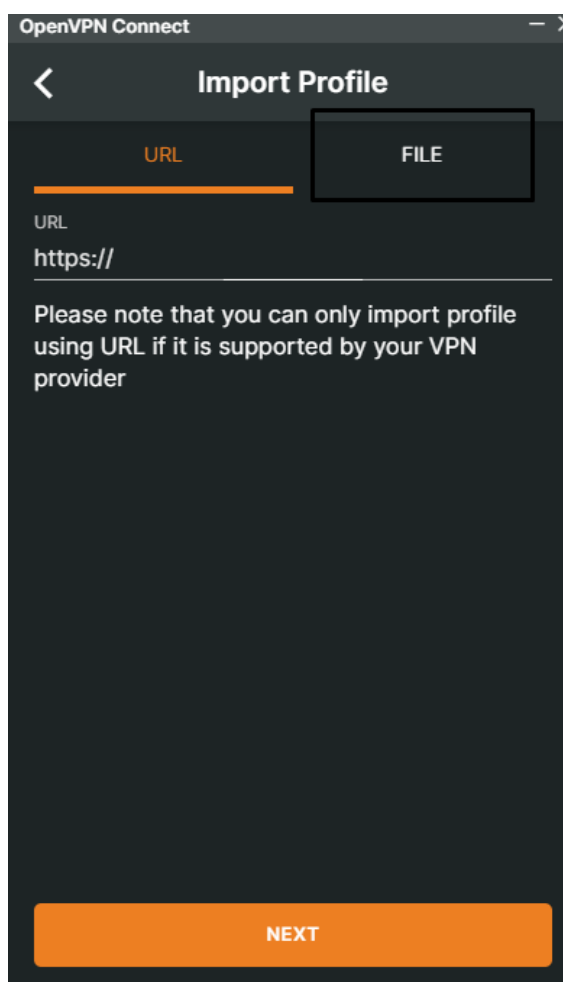 OpenVPN Connect
Import Profile
URL
FILE
URL
https://
Please note that you can only import profile
using URL if it is supported by your VPN
provider
NEXT